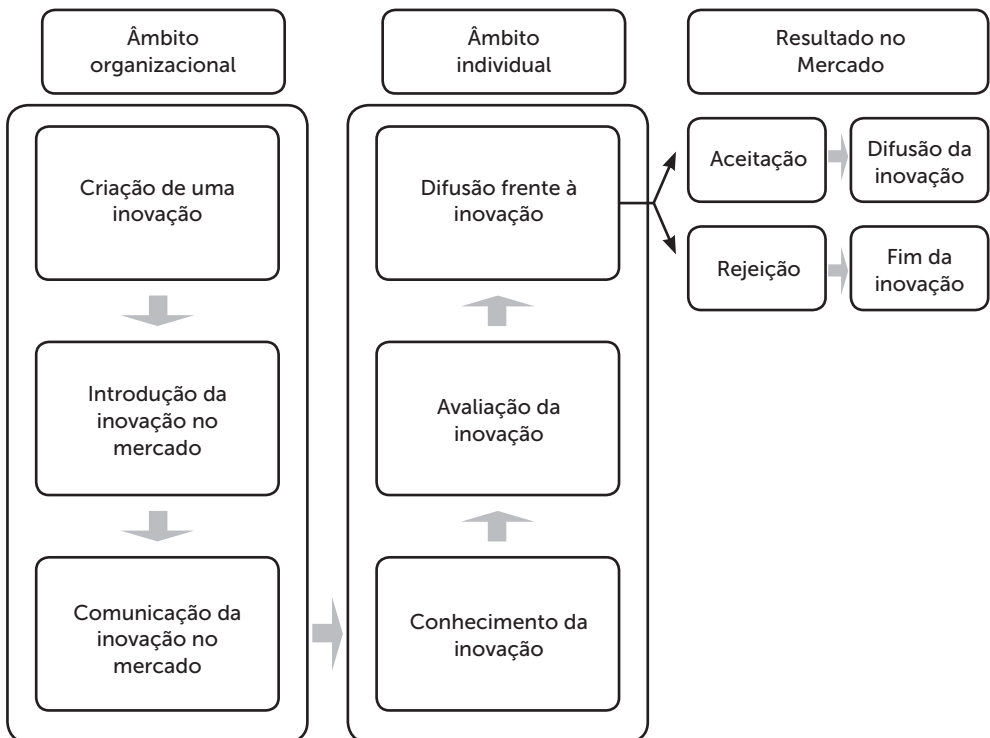 Âmbito
organizacional
Âmbito
individual
Resultado no
Mercado
Criação de uma
inovação
Introdução da
inovação no
mercado
Comunicação da
inovação no
mercado
Difusão frente à
inovação
Avaliação da
inovação
Conhecimento da
inovação
Aceitação
Difusão da
inovação
Rejeição
Fim da
inovação